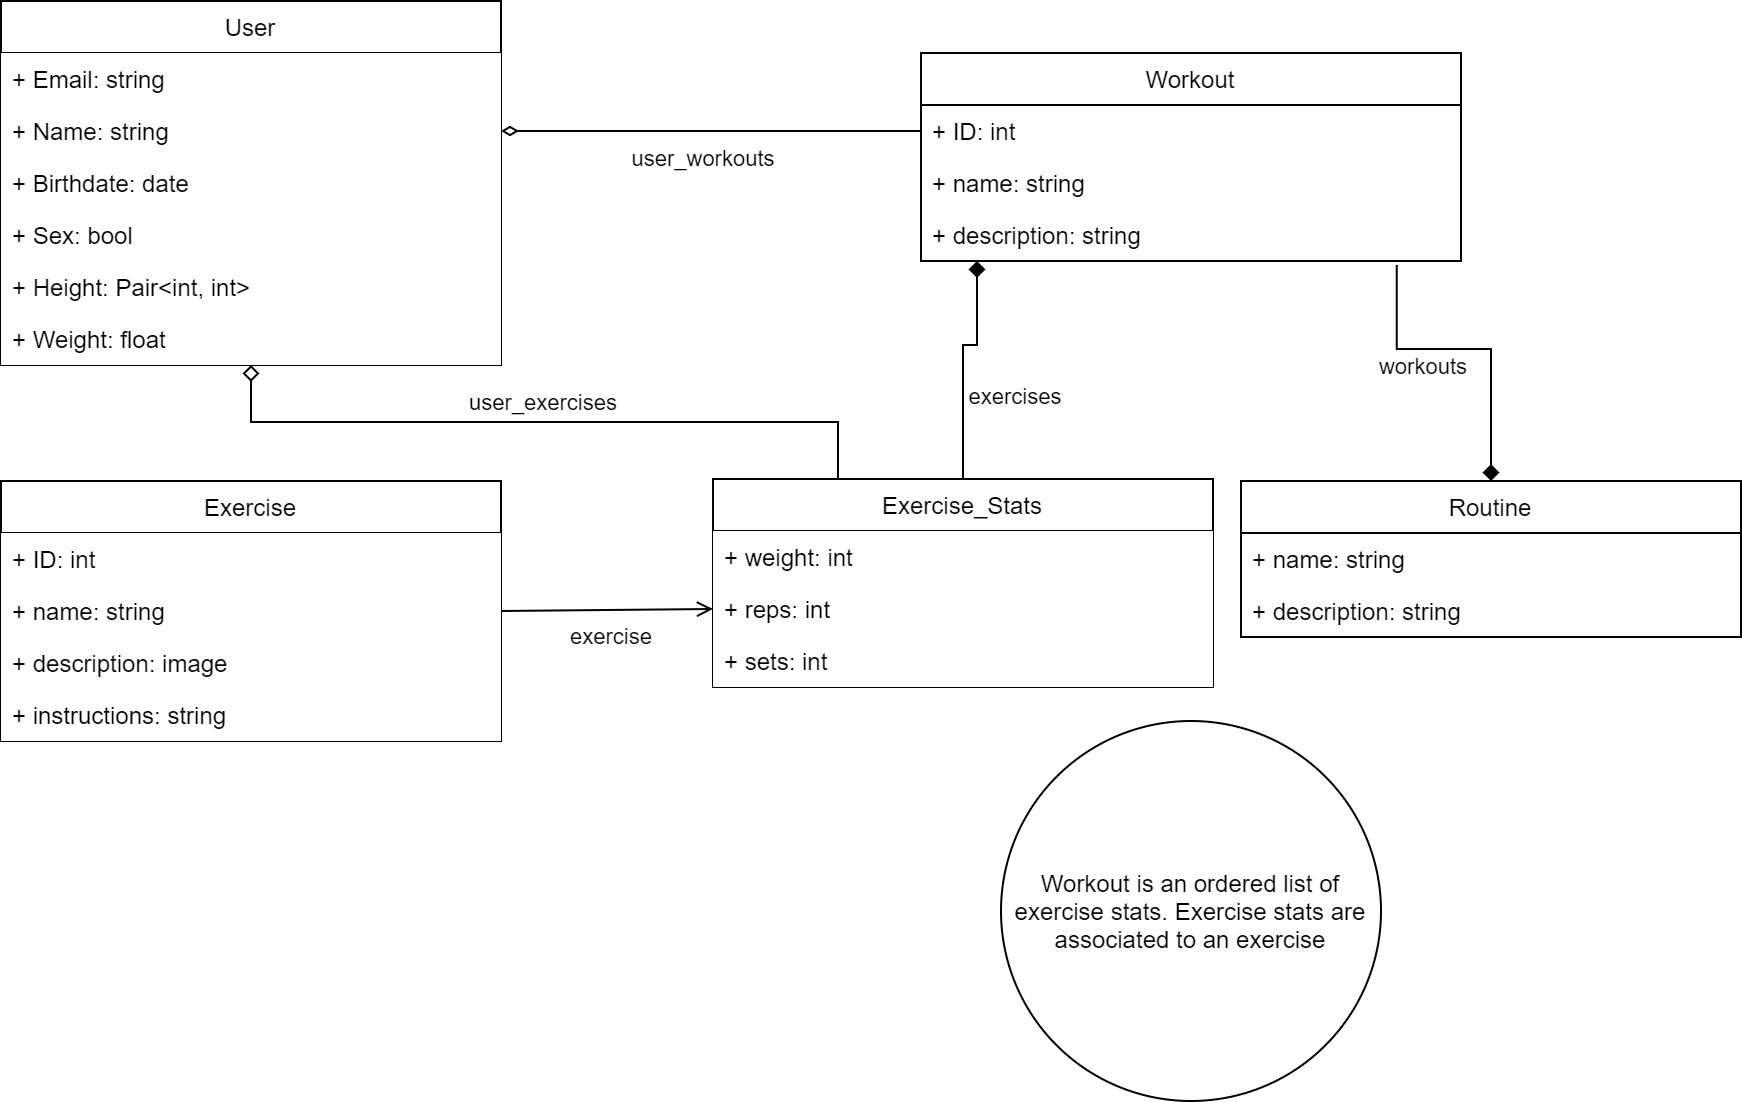 User
+ Email: string
+ Name: string
+ Birthdate: date
+ Sex: bool
+ Height: Pair<int, int>
+ Weight: float
user_workouts
Workout
+ ID: int
+ name: string
+ description: string
user_exercises
exercises
workouts
Exercise
+ ID: int
+ name: string
+ description: image
+ instructions: string
exercise
Exercise_Stats
+ weight: int
+ reps: int
+ sets: int
Routine
+ name: string
+ description: string
Workout is an ordered list of
exercise stats. Exercise stats are
associated to an exercise